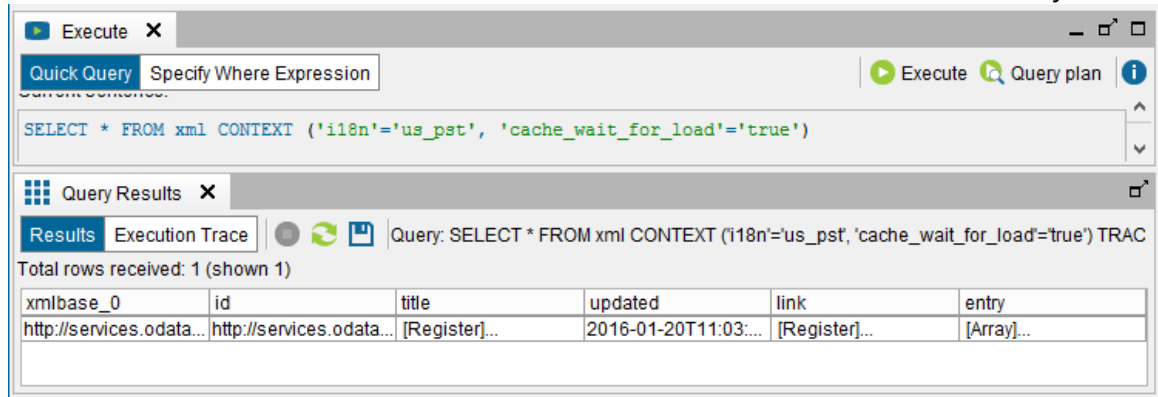 Execute
Quick Query Specify Where Expression Execute Query plan
SELECT * FROM xml CONTEXT ('i18n'='us_pst', 'cache_wait_for_load'='true')
Query Results
Results Execution Trace Query: SELECT * FROM xml CONTEXT ('i18n'='us_pst', 'cache_wait_for_load'='true') TRAC
Total rows received: 1 (shown 1)
xmlbase_0 id title updated link entry
http://services.odata... http://services.odata... [Register]... 2016-01-20T11:03:... [Register]... [Array]...